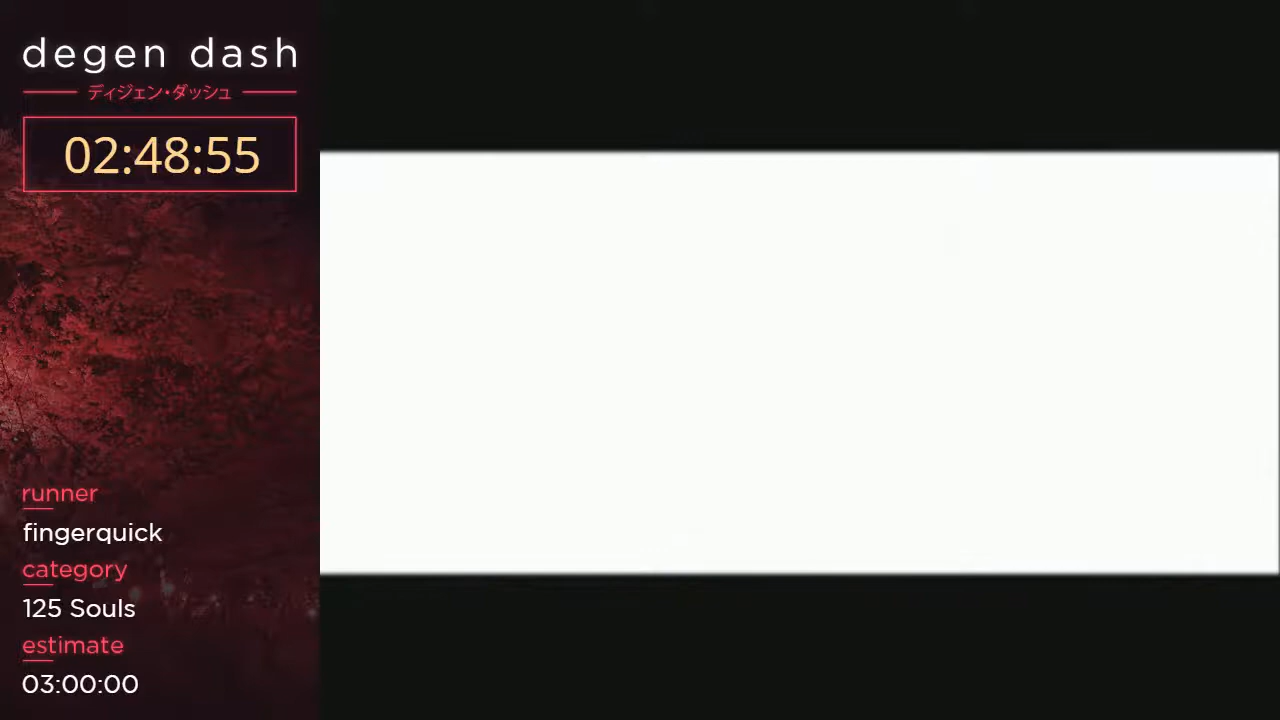 degen dash
ディジェン・ダッシュ
02:48:55
runner
fingerquick
category
125 Souls
estimate
03:00:00